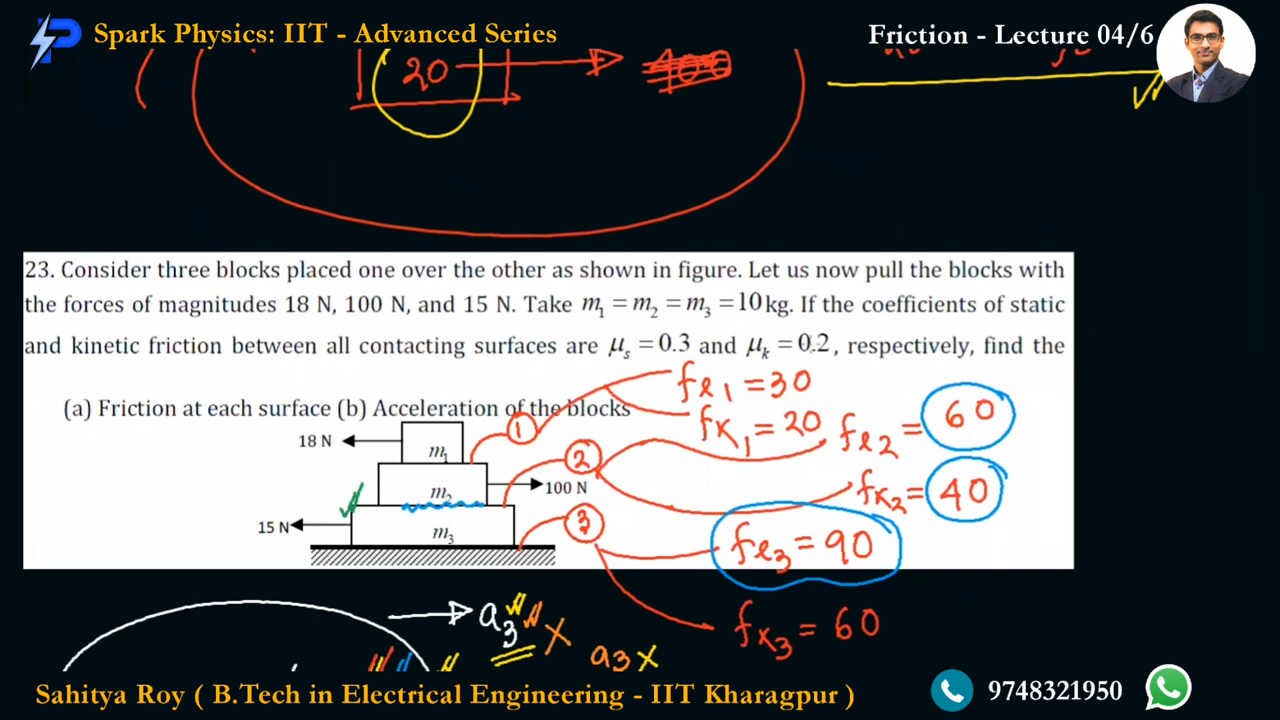 Spark Physics: IIT - Advanced Series
Friction - Lecture 04/6
20
400
23. Consider three blocks placed one over the other as shown in figure. Let us now pull the blocks with
the forces of magnitudes 18 N, 100 N, and 15 N. Take m₁ = m₂ = m₃ = 10 kg. If the coefficients of static
and kinetic friction between all contacting surfaces are μₛ = 0.3 and μₖ = 0.2, respectively, find the
(a) Friction at each surface (b) Acceleration of the blocks
fℓ₁ = 30
fK₁ = 20
fℓ₂ = 60
fK₂ = 40
fℓ₃ = 90
fK₃ = 60
18 N
m₁
1
m₂
2
100 N
15 N
m₃
3
a₃ X
a3 X
Sahitya Roy ( B.Tech in Electrical Engineering - IIT Kharagpur )
9748321950